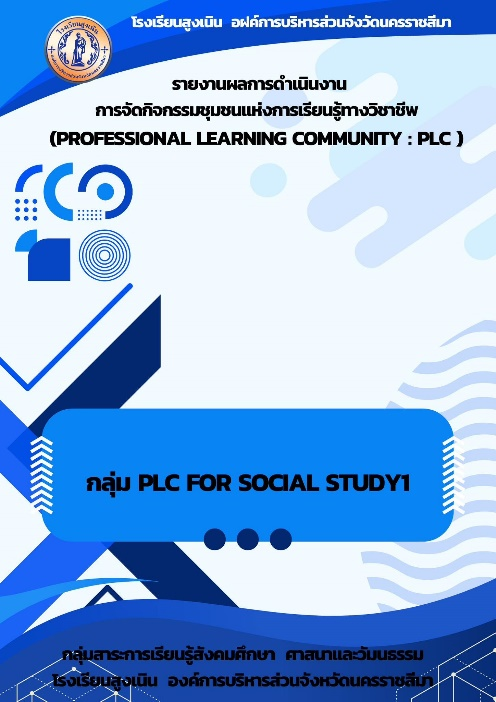 โรงเรียนสูงเนิน องค์การบริหารส่วนจังวัดนครราชสีมา
รายงานผลการดำเนินงาน
การจัดกิจกรรมชุมชนแห่งการเรียนรู้ทางวิชาชีพ
(PROFESSIONAL LEARNING COMMUNITY : PLC )
กลุ่ม PLC FOR SOCIAL STUDY1
กลุ่มสาระการเรียนรู้สังคมศึกษา ศาสนาและวัฒนธรรม
โรงเรียนสูงเนิน องค์การบริหารส่วนจังหวัดนครราชสีมา